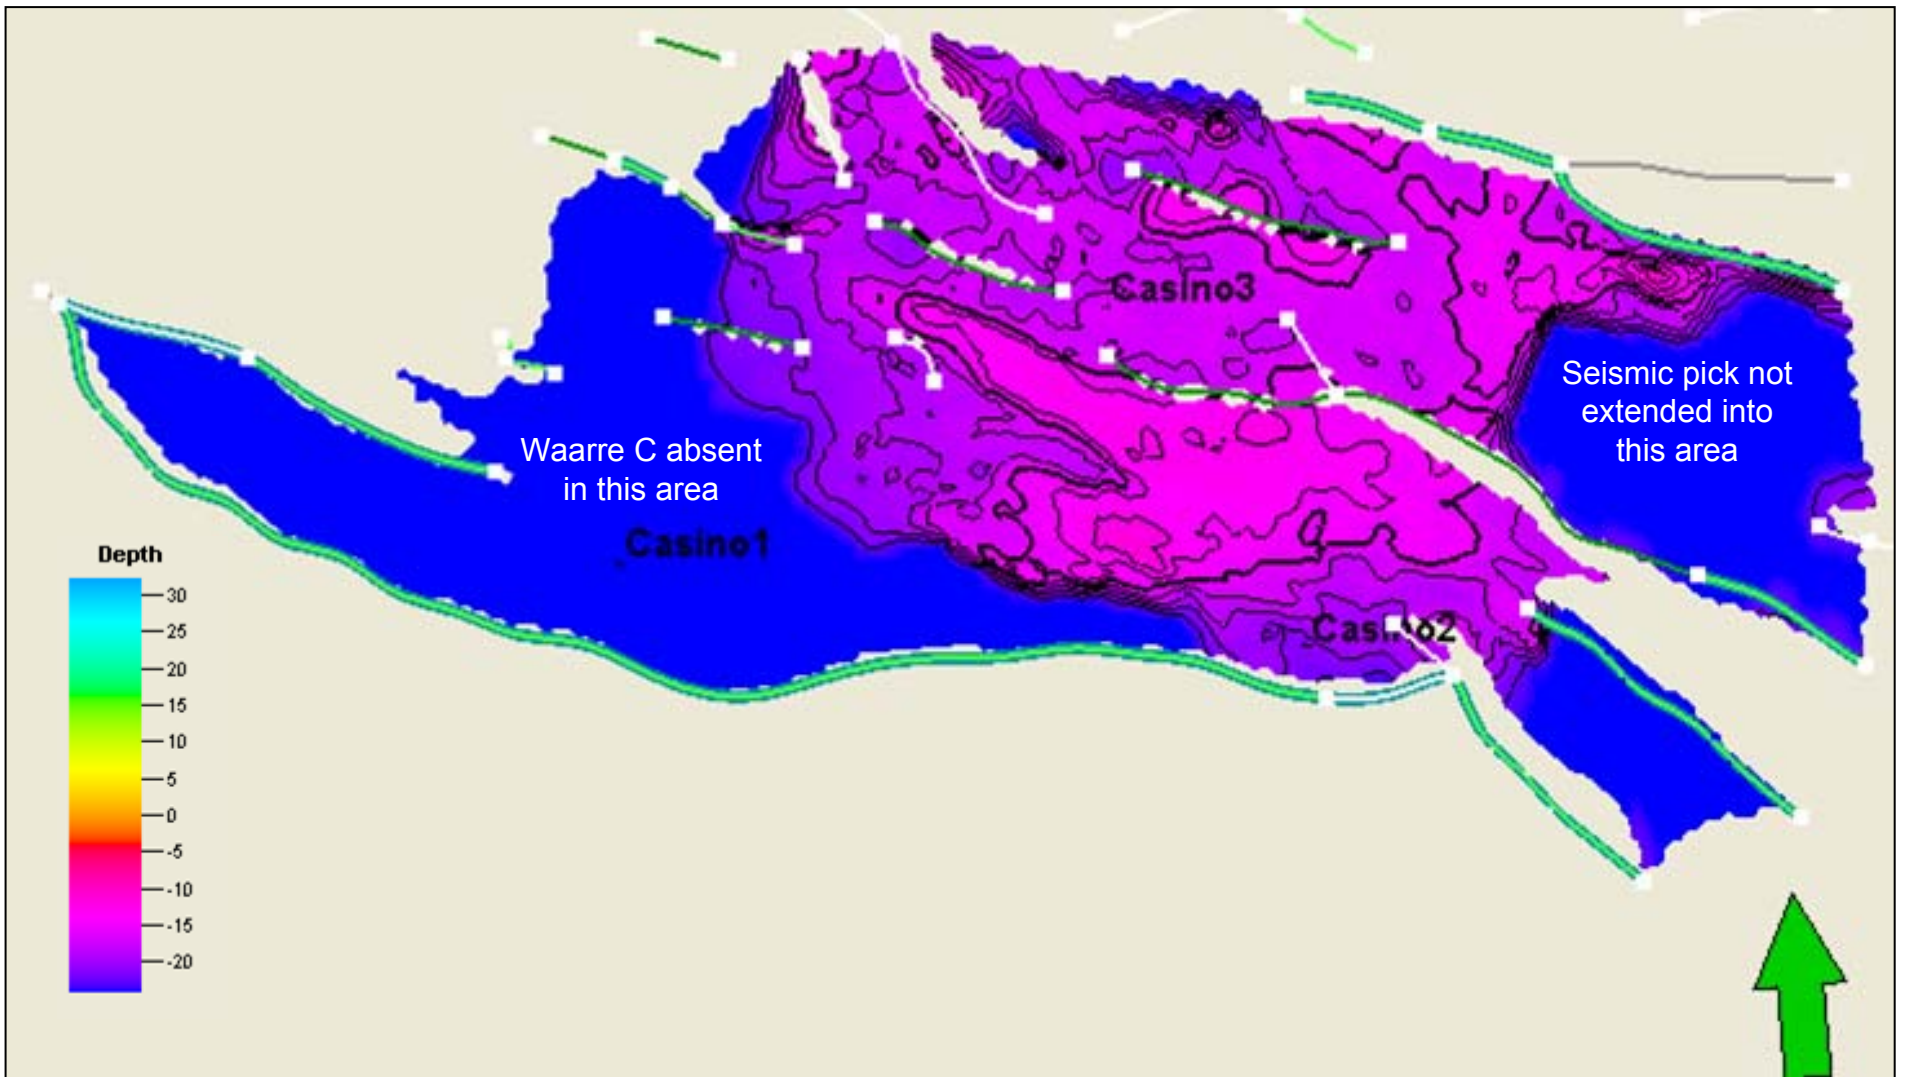 Casino3
Seismic pick not
extended into
this area
Waarre C absent
in this area
Casino1
Depth
30
25
20
15
10
5
0
-5
-10
-15
-20
Casino2